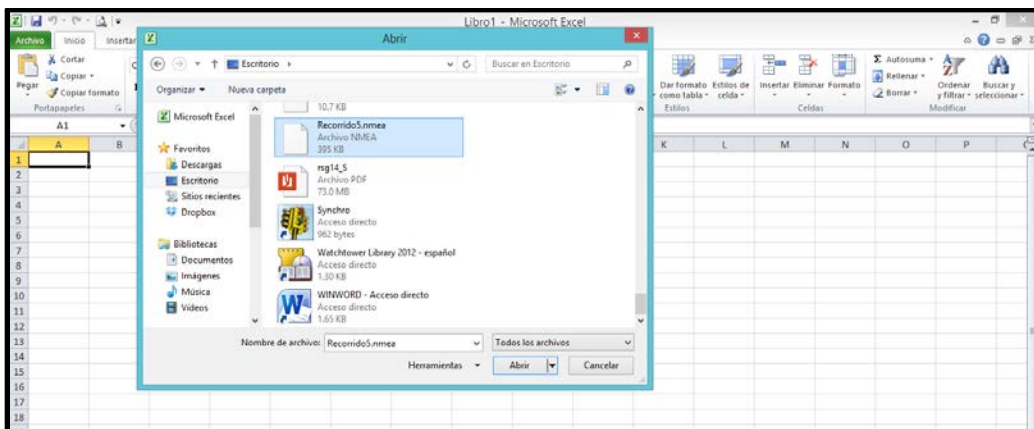 Libro1 - Microsoft Excel
Archivo Inicio Insertar
Cortar
Copiar
Copiar formato
Pegar
Portapapeles
Dar formato como tabla
Estilos de celda
Estilos
Insertar Eliminar Formato
Celdas
Autosuma
Rellenar
Borrar
Ordenar y filtrar
Buscar y seleccionar
Modificar
A1
A B K L M N O P
1
2
3
4
5
6
7
8
9
10
11
12
13
14
15
16
17
18
Abrir
Escritorio
Buscar en Escritorio
Organizar Nueva carpeta
Microsoft Excel
Favoritos
Descargas
Escritorio
Sitios recientes
Dropbox
Bibliotecas
Documentos
Imágenes
Música
Vídeos
10.7 KB
Recorrido5.nmea
Archivo NMEA
395 KB
rsg14_S
Archivo PDF
73.0 MB
Synchro
Acceso directo
962 bytes
Watchtower Library 2012 - español
Acceso directo
1.30 KB
WINWORD - Acceso directo
Acceso directo
1.65 KB
Nombre de archivo: Recorrido5.nmea
Todos los archivos
Herramientas
Abrir
Cancelar